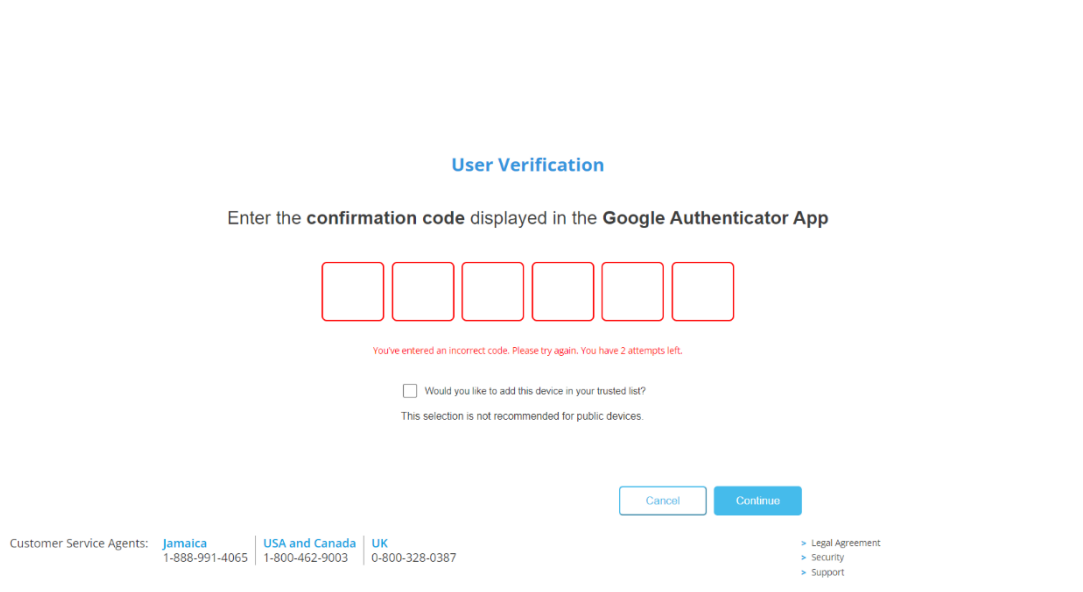 User Verification
Enter the confirmation code displayed in the Google Authenticator App
You've entered an incorrect code. Please try again. You have 2 attempts left.
Would you like to add this device in your trusted list?
This selection is not recommended for public devices.
Cancel Continue
Customer Service Agents: Jamaica USA and Canada UK
1-888-991-4065 1-800-462-9003 0-800-328-0387
> Legal Agreement
> Security
> Support